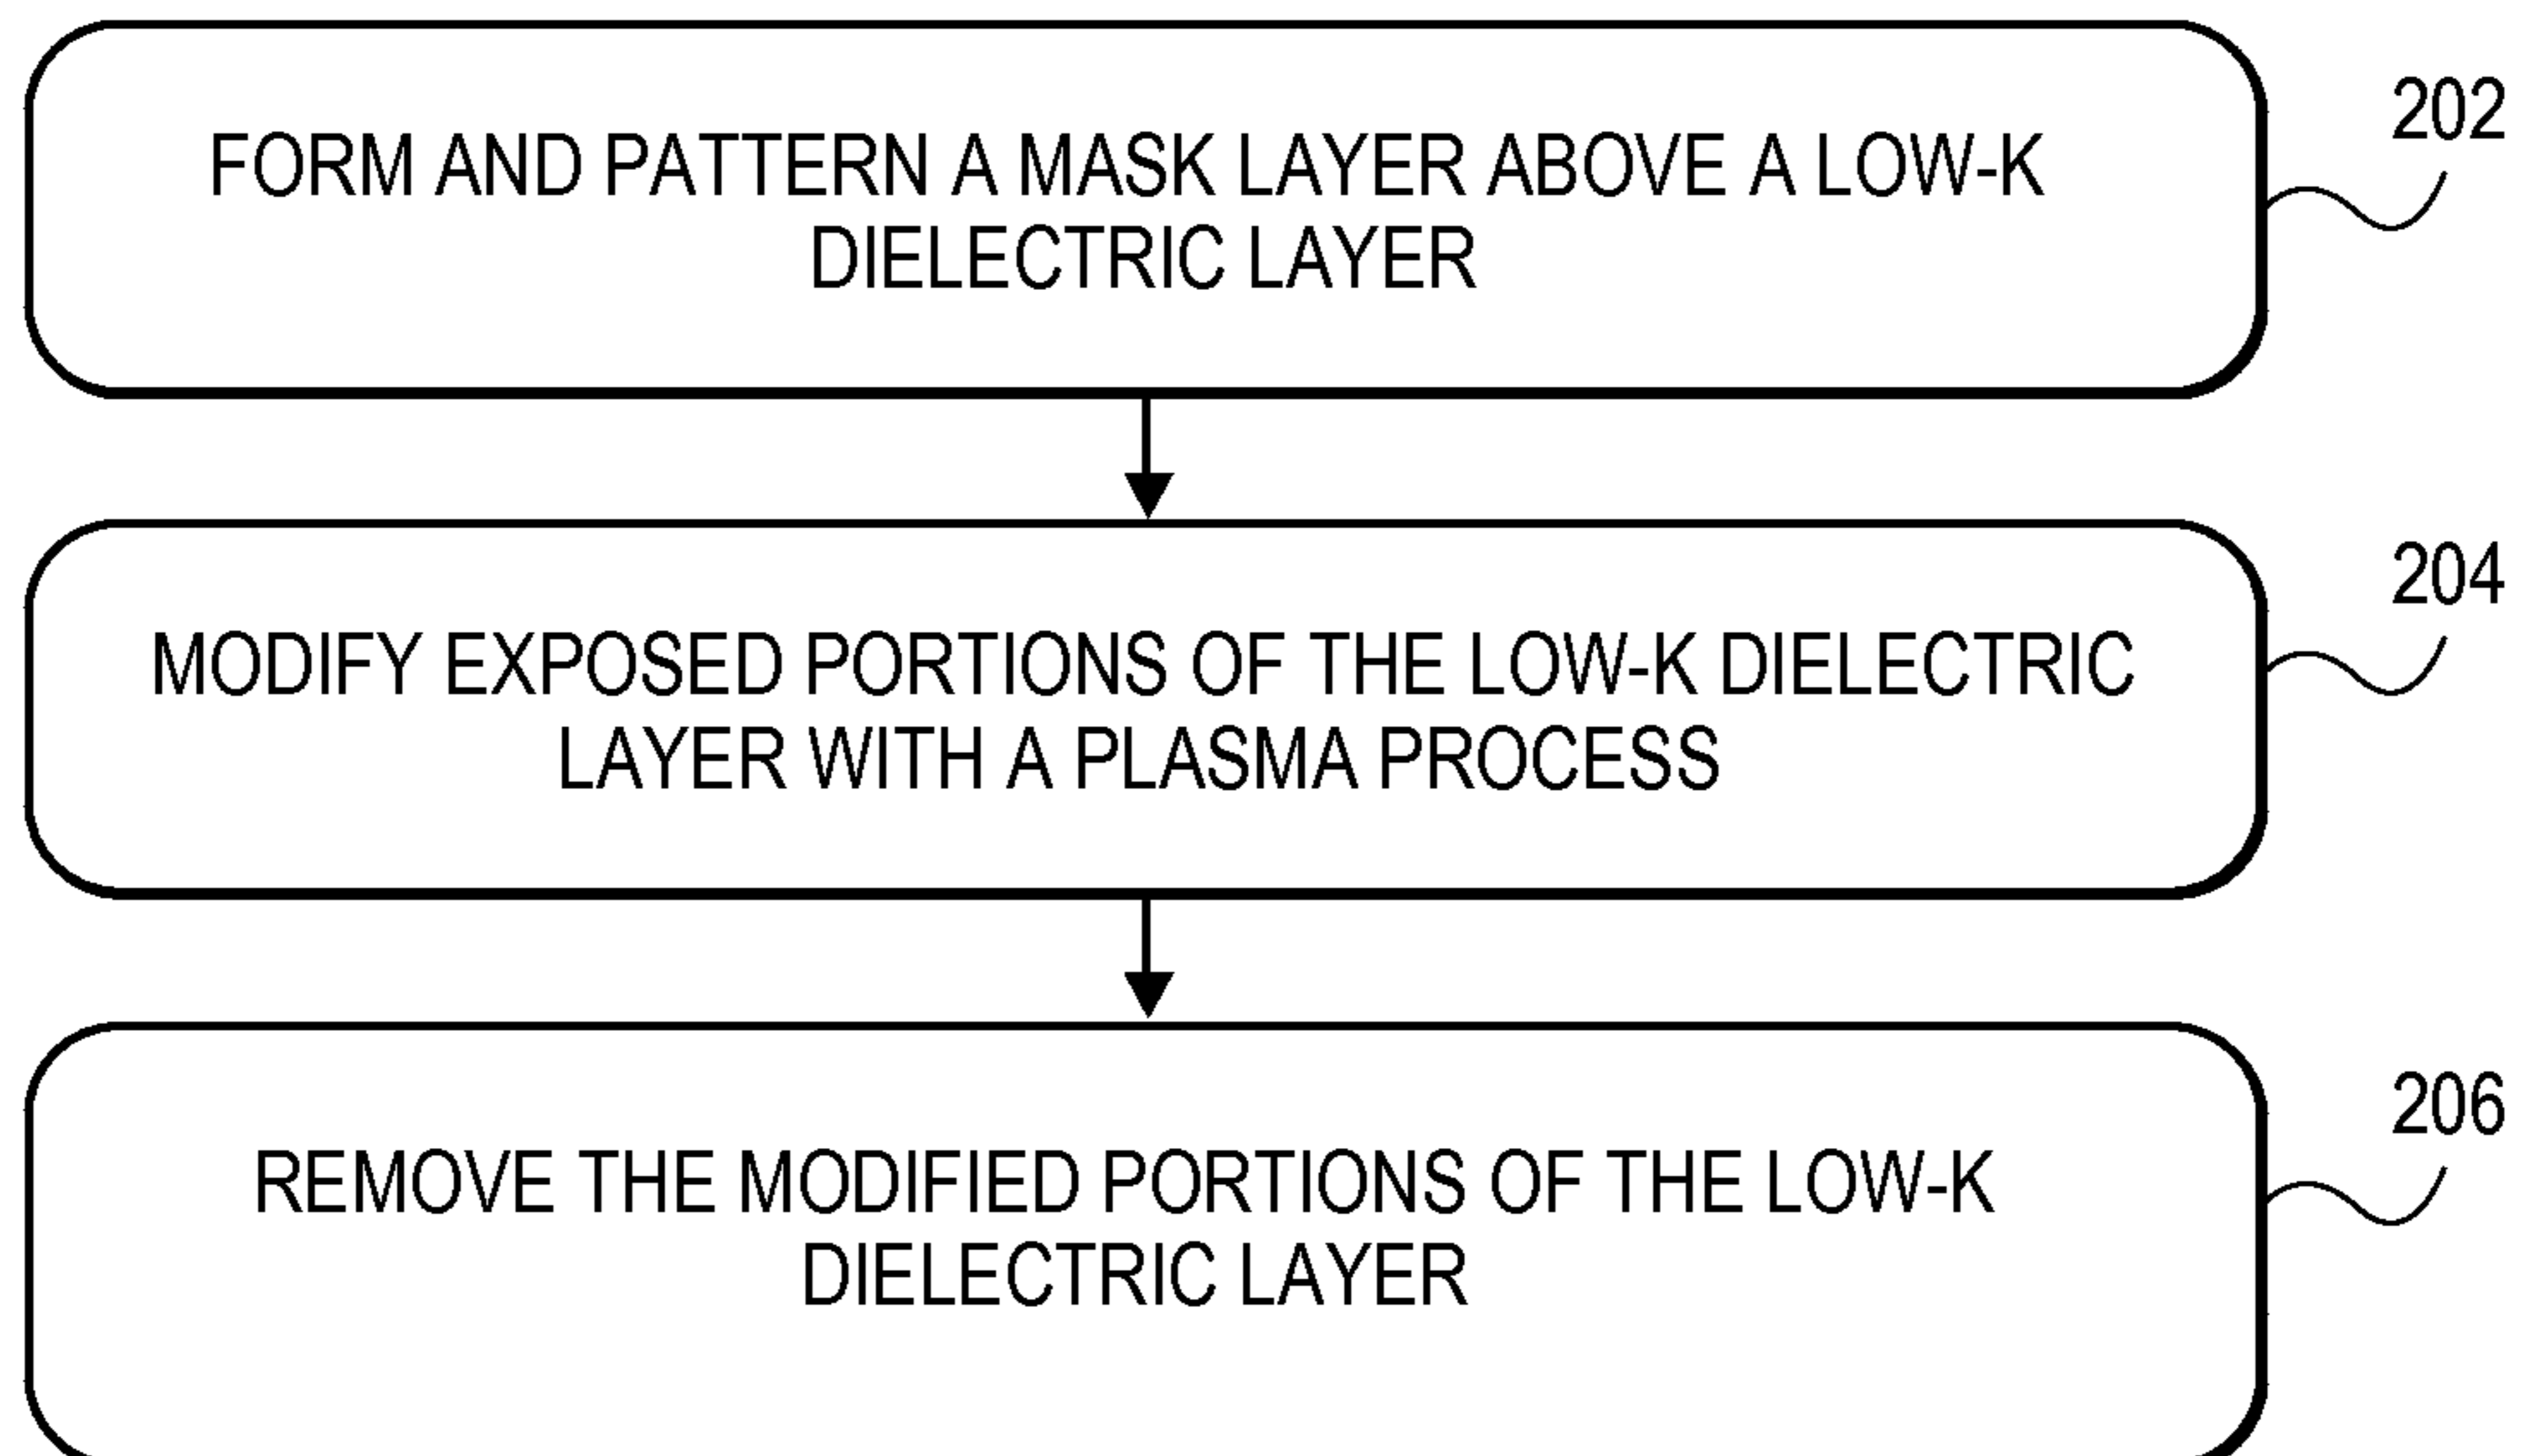 FORM AND PATTERN A MASK LAYER ABOVE A LOW-K
DIELECTRIC LAYER
202
MODIFY EXPOSED PORTIONS OF THE LOW-K DIELECTRIC
LAYER WITH A PLASMA PROCESS
204
REMOVE THE MODIFIED PORTIONS OF THE LOW-K
DIELECTRIC LAYER
206